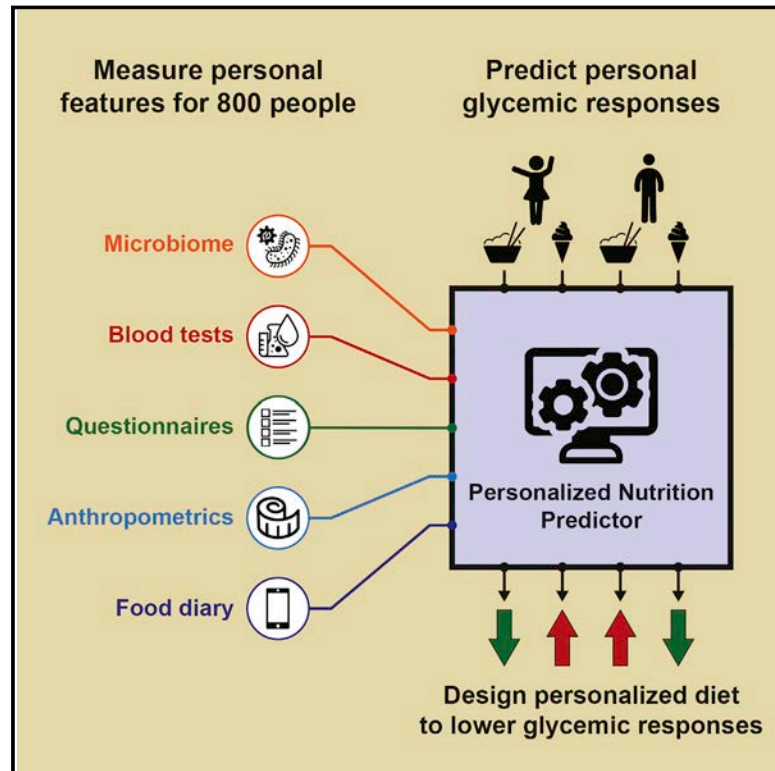 Measure personal
features for 800 people
Predict personal
glycemic responses
Microbiome
Blood tests
Questionnaires
Anthropometrics
Food diary
Personalized Nutrition
Predictor
Design personalized diet
to lower glycemic responses